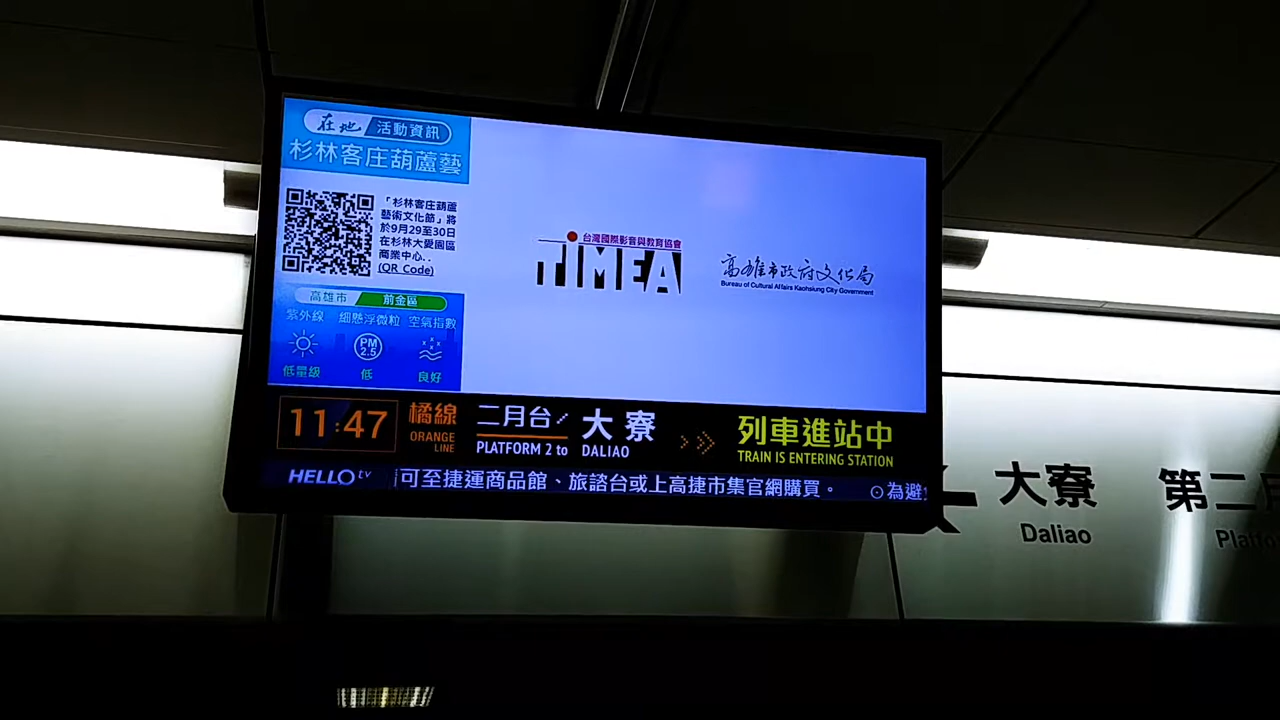 在地 活動資訊
杉林客庄葫蘆藝
「杉林客庄葫蘆
藝術文化節」將
於9月29至30日
在杉林大愛園區
商業中心..
(QR Code)
高雄市 前金區
紫外線 細懸浮微粒 空氣指數
PM
2.5
低量級 低 良好
台灣國際影音與教育協會
TIMEA
高雄市政府文化局
Bureau of Cultural Affairs Kaohsiung City Government
11:47
橘線
ORANGE
LINE
二月台
PLATFORM 2 to
大寮
DALIAO
列車進站中
TRAIN IS ENTERING STATION
HELLO tv
可至捷運商品館、旅諮台或上高捷市集官網購買。 ⊙為避
大寮
Daliao
第二月
Platfo